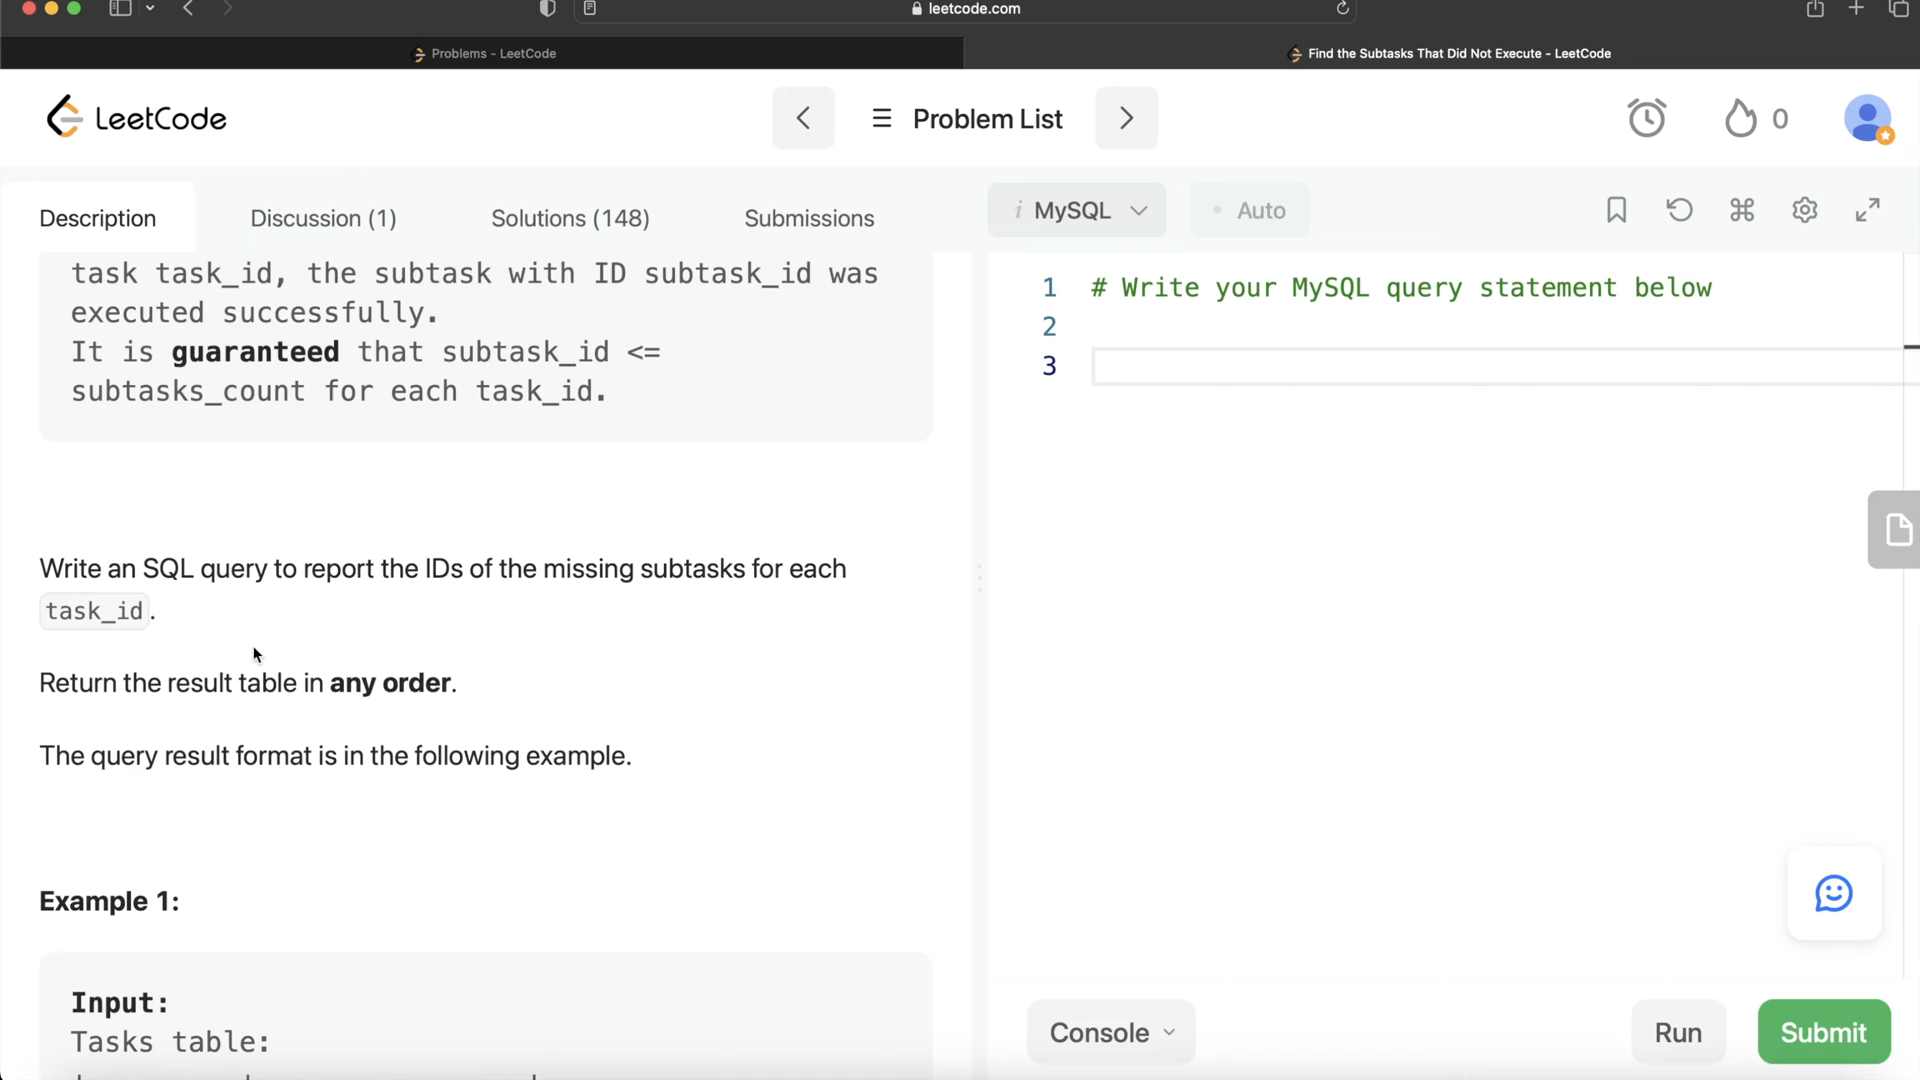 leetcode.com
Problems - LeetCode
Find the Subtasks That Did Not Execute - LeetCode
LeetCode
Problem List
0
Description
Discussion (1)
Solutions (148)
Submissions
task task_id, the subtask with ID subtask_id was
executed successfully.
It is guaranteed that subtask_id <=
subtasks_count for each task_id.
Write an SQL query to report the IDs of the missing subtasks for each
task_id.
Return the result table in any order.
The query result format is in the following example.
Example 1:
Input:
Tasks table:
i MySQL
Auto
1 # Write your MySQL query statement below
2
3
Console
Run
Submit